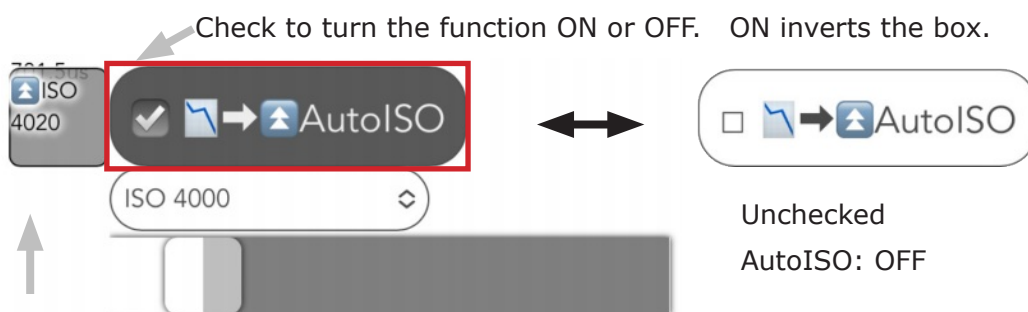 Check to turn the function ON or OFF. ON inverts the box.
ISO
4020
AutoISO
AutoISO
ISO 4000
Unchecked
AutoISO: OFF